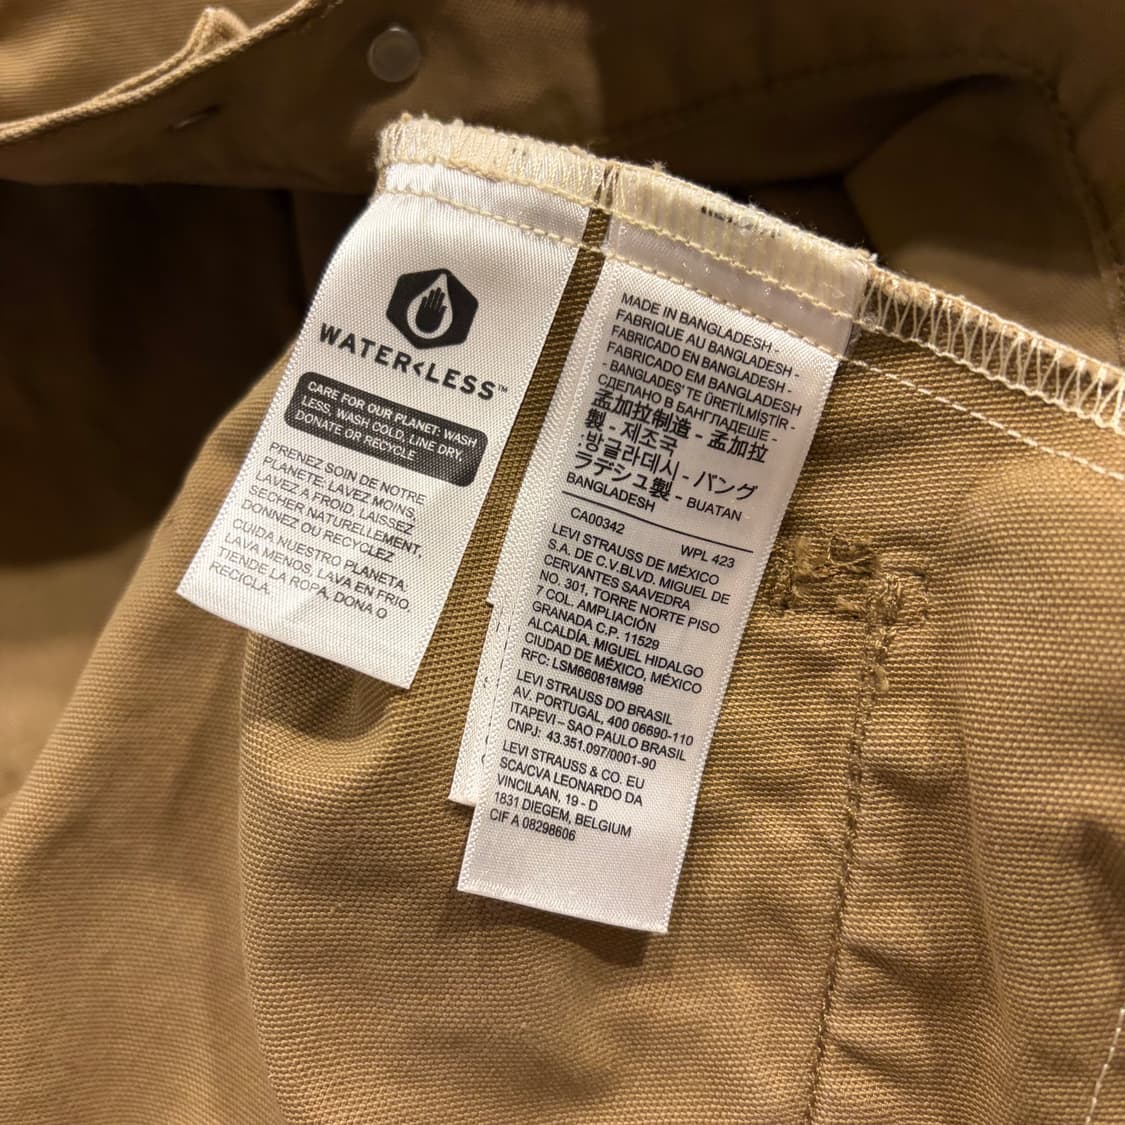 WATER<LESS™
CARE FOR OUR PLANET: WASH
LESS, WASH COLD, LINE DRY,
DONATE OR RECYCLE
PRENEZ SOIN DE NOTRE
PLANÈTE: LAVEZ MOINS,
LAVEZ A FROID, LAISSEZ
SÉCHER NATURELLEMENT,
DONNEZ OU RECYCLEZ
CUIDA NUESTRO PLANETA.
LAVA MENOS, LAVA EN FRIO,
TIENDE LA ROPA, DONA O
RECICLA.
MADE IN BANGLADESH -
FABRIQUE AU BANGLADESH -
FABRICADO EN BANGLADESH -
FABRICADO EM BANGLADESH
- BANGLADEŞ' TE ÜRETİLMİŞTİR -
СДЕЛАНО В БАНГЛАДЕШЕ -
孟加拉制造 - 孟加拉
製 - 제조국
:방글라데시 - バング
ラデシュ製 - BUATAN
BANGLADESH
CA00342 WPL 423
LEVI STRAUSS DE MÉXICO
S.A. DE C.V.BLVD. MIGUEL DE
CERVANTES SAAVEDRA
NO. 301, TORRE NORTE PISO
7 COL. AMPLIACIÓN
GRANADA C.P. 11529
ALCALDÍA. MIGUEL HIDALGO
CIUDAD DE MÉXICO, MÉXICO
RFC: LSM660818M98
LEVI STRAUSS DO BRASIL
AV. PORTUGAL, 400 06690-110
ITAPEVI – SAO PAULO BRASIL
CNPJ: 43.351.097/0001-90
LEVI STRAUSS & CO. EU
SCA/CVA LEONARDO DA
VINCILAAN, 19 - D
1831 DIEGEM, BELGIUM
CIF A 08298606